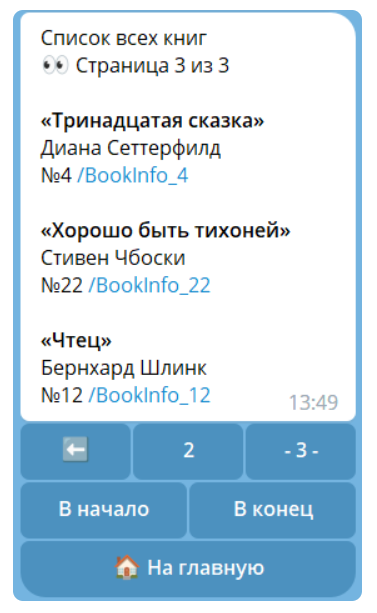 Список всех книг
👀 Страница 3 из 3
«Тринадцатая сказка»
Диана Сеттерфилд
№4 /BookInfo_4
«Хорошо быть тихоней»
Стивен Чбоски
№22 /BookInfo_22
«Чтец»
Бернхард Шлинк
№12 /BookInfo_12
13:49
⬅️ 2 - 3 -
В начало В конец
🏠 На главную